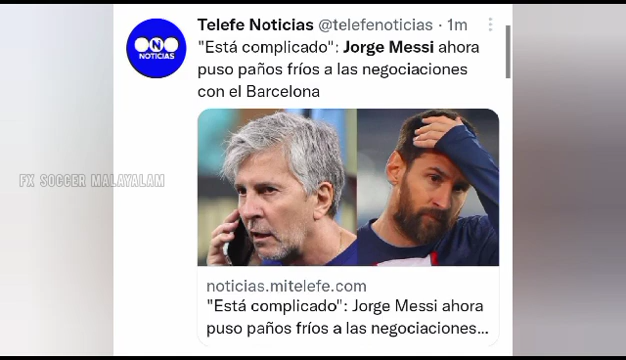 Telefe Noticias @telefenoticias · 1m
"Está complicado": Jorge Messi ahora
puso paños fríos a las negociaciones
con el Barcelona
NOTICIAS
FX SOCCER MALAYALAM
noticias.mitelefe.com
"Está complicado": Jorge Messi ahora
puso paños fríos a las negociaciones...